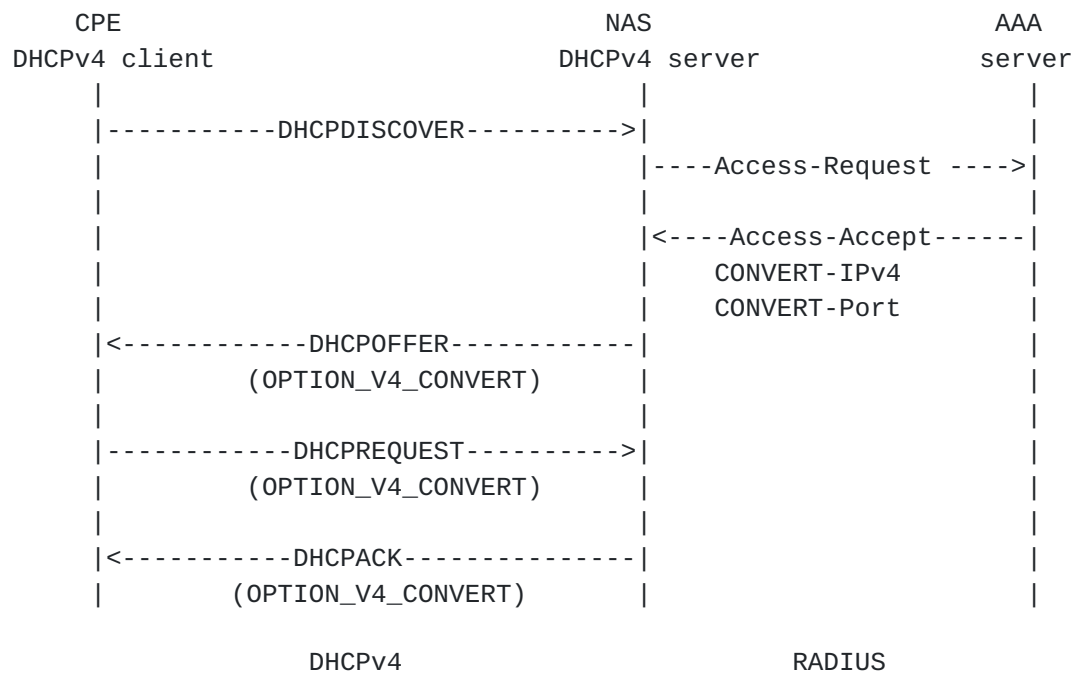 CPE NAS AAA
DHCPv4 client DHCPv4 server server
| | |
|-----------DHCPDISCOVER---------->| |
| |----Access-Request ---->|
| | |
| |<----Access-Accept------|
| | CONVERT-IPv4 |
| | CONVERT-Port |
|<------------DHCPOFFER------------| |
| (OPTION_V4_CONVERT) | |
| | |
|------------DHCPREQUEST---------->| |
| (OPTION_V4_CONVERT) | |
| | |
|<-----------DHCPACK---------------| |
| (OPTION_V4_CONVERT) | |
DHCPv4 RADIUS